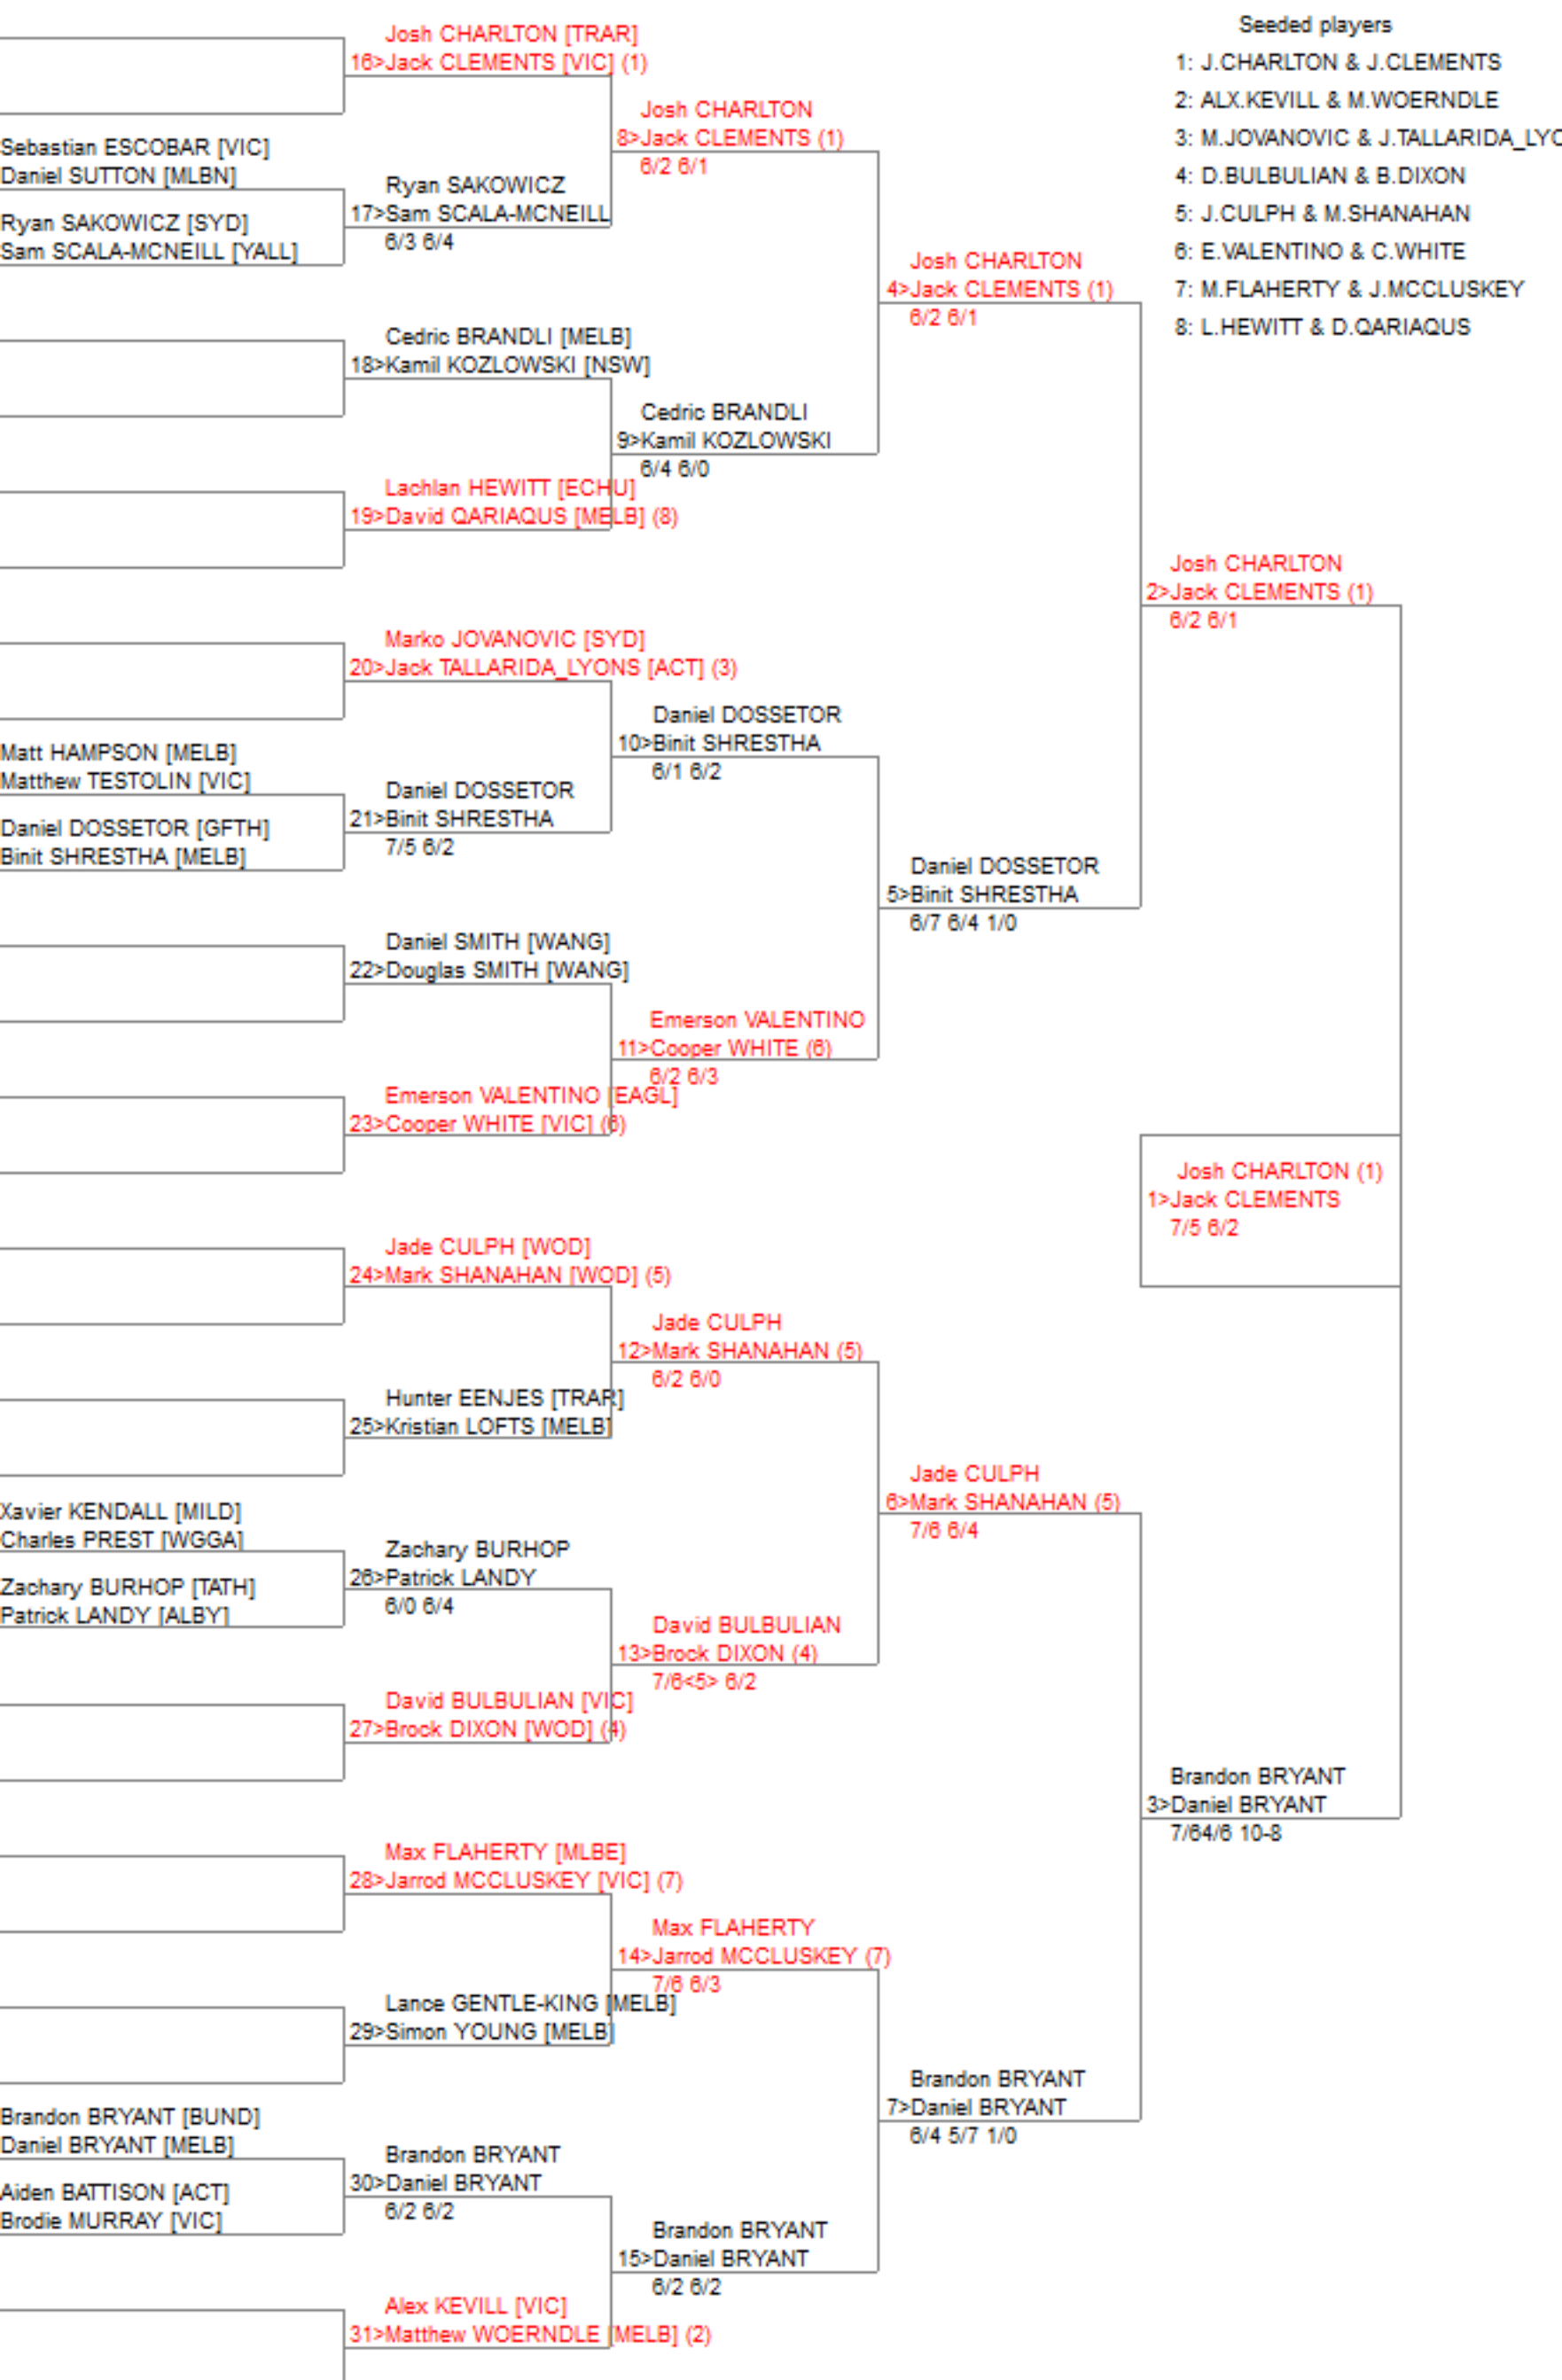 Seeded players
1: J.CHARLTON & J.CLEMENTS
2: ALX.KEVILL & M.WOERNDLE
3: M.JOVANOVIC & J.TALLARIDA_LYO
4: D.BULBULIAN & B.DIXON
5: J.CULPH & M.SHANAHAN
6: E.VALENTINO & C.WHITE
7: M.FLAHERTY & J.MCCLUSKEY
8: L.HEWITT & D.QARIAQUS
Sebastian ESCOBAR [VIC]
Daniel SUTTON [MLBN]
Ryan SAKOWICZ [SYD]
Sam SCALA-MCNEILL [YALL]
Matt HAMPSON [MELB]
Matthew TESTOLIN [VIC]
Daniel DOSSETOR [GFTH]
Binit SHRESTHA [MELB]
Xavier KENDALL [MILD]
Charles PREST [WGGA]
Zachary BURHOP [TATH]
Patrick LANDY [ALBY]
Brandon BRYANT [BUND]
Daniel BRYANT [MELB]
Aiden BATTISON [ACT]
Brodie MURRAY [VIC]
Josh CHARLTON [TRAR]
16>Jack CLEMENTS [VIC] (1)
Ryan SAKOWICZ
17>Sam SCALA-MCNEILL
6/3 6/4
Cedric BRANDLI [MELB]
18>Kamil KOZLOWSKI [NSW]
Lachlan HEWITT [ECHU]
19>David QARIAQUS [MELB] (8)
Marko JOVANOVIC [SYD]
20>Jack TALLARIDA_LYONS [ACT] (3)
Daniel DOSSETOR
21>Binit SHRESTHA
7/5 6/2
Daniel SMITH [WANG]
22>Douglas SMITH [WANG]
Emerson VALENTINO [EAGL]
23>Cooper WHITE [VIC] (6)
Jade CULPH [WOD]
24>Mark SHANAHAN [WOD] (5)
Hunter EENJES [TRAR]
25>Kristian LOFTS [MELB]
Zachary BURHOP
26>Patrick LANDY
6/0 6/4
David BULBULIAN [VIC]
27>Brock DIXON [WOD] (4)
Max FLAHERTY [MLBE]
28>Jarrod MCCLUSKEY [VIC] (7)
Lance GENTLE-KING [MELB]
29>Simon YOUNG [MELB]
Brandon BRYANT
30>Daniel BRYANT
6/2 6/2
Alex KEVILL [VIC]
31>Matthew WOERNDLE [MELB] (2)
Josh CHARLTON
8>Jack CLEMENTS (1)
6/2 6/1
Cedric BRANDLI
9>Kamil KOZLOWSKI
6/4 6/0
Daniel DOSSETOR
10>Binit SHRESTHA
6/1 6/2
Emerson VALENTINO
11>Cooper WHITE (6)
6/2 6/3
Jade CULPH
12>Mark SHANAHAN (5)
6/2 6/0
David BULBULIAN
13>Brock DIXON (4)
7/6<5> 6/2
Max FLAHERTY
14>Jarrod MCCLUSKEY (7)
7/6 6/3
Brandon BRYANT
15>Daniel BRYANT
6/2 6/2
Josh CHARLTON
4>Jack CLEMENTS (1)
6/2 6/1
Daniel DOSSETOR
5>Binit SHRESTHA
6/7 6/4 1/0
Jade CULPH
6>Mark SHANAHAN (5)
7/6 6/4
Brandon BRYANT
7>Daniel BRYANT
6/4 5/7 1/0
Josh CHARLTON
2>Jack CLEMENTS (1)
6/2 6/1
Josh CHARLTON (1)
1>Jack CLEMENTS
7/5 6/2
Brandon BRYANT
3>Daniel BRYANT
7/64/6 10-8